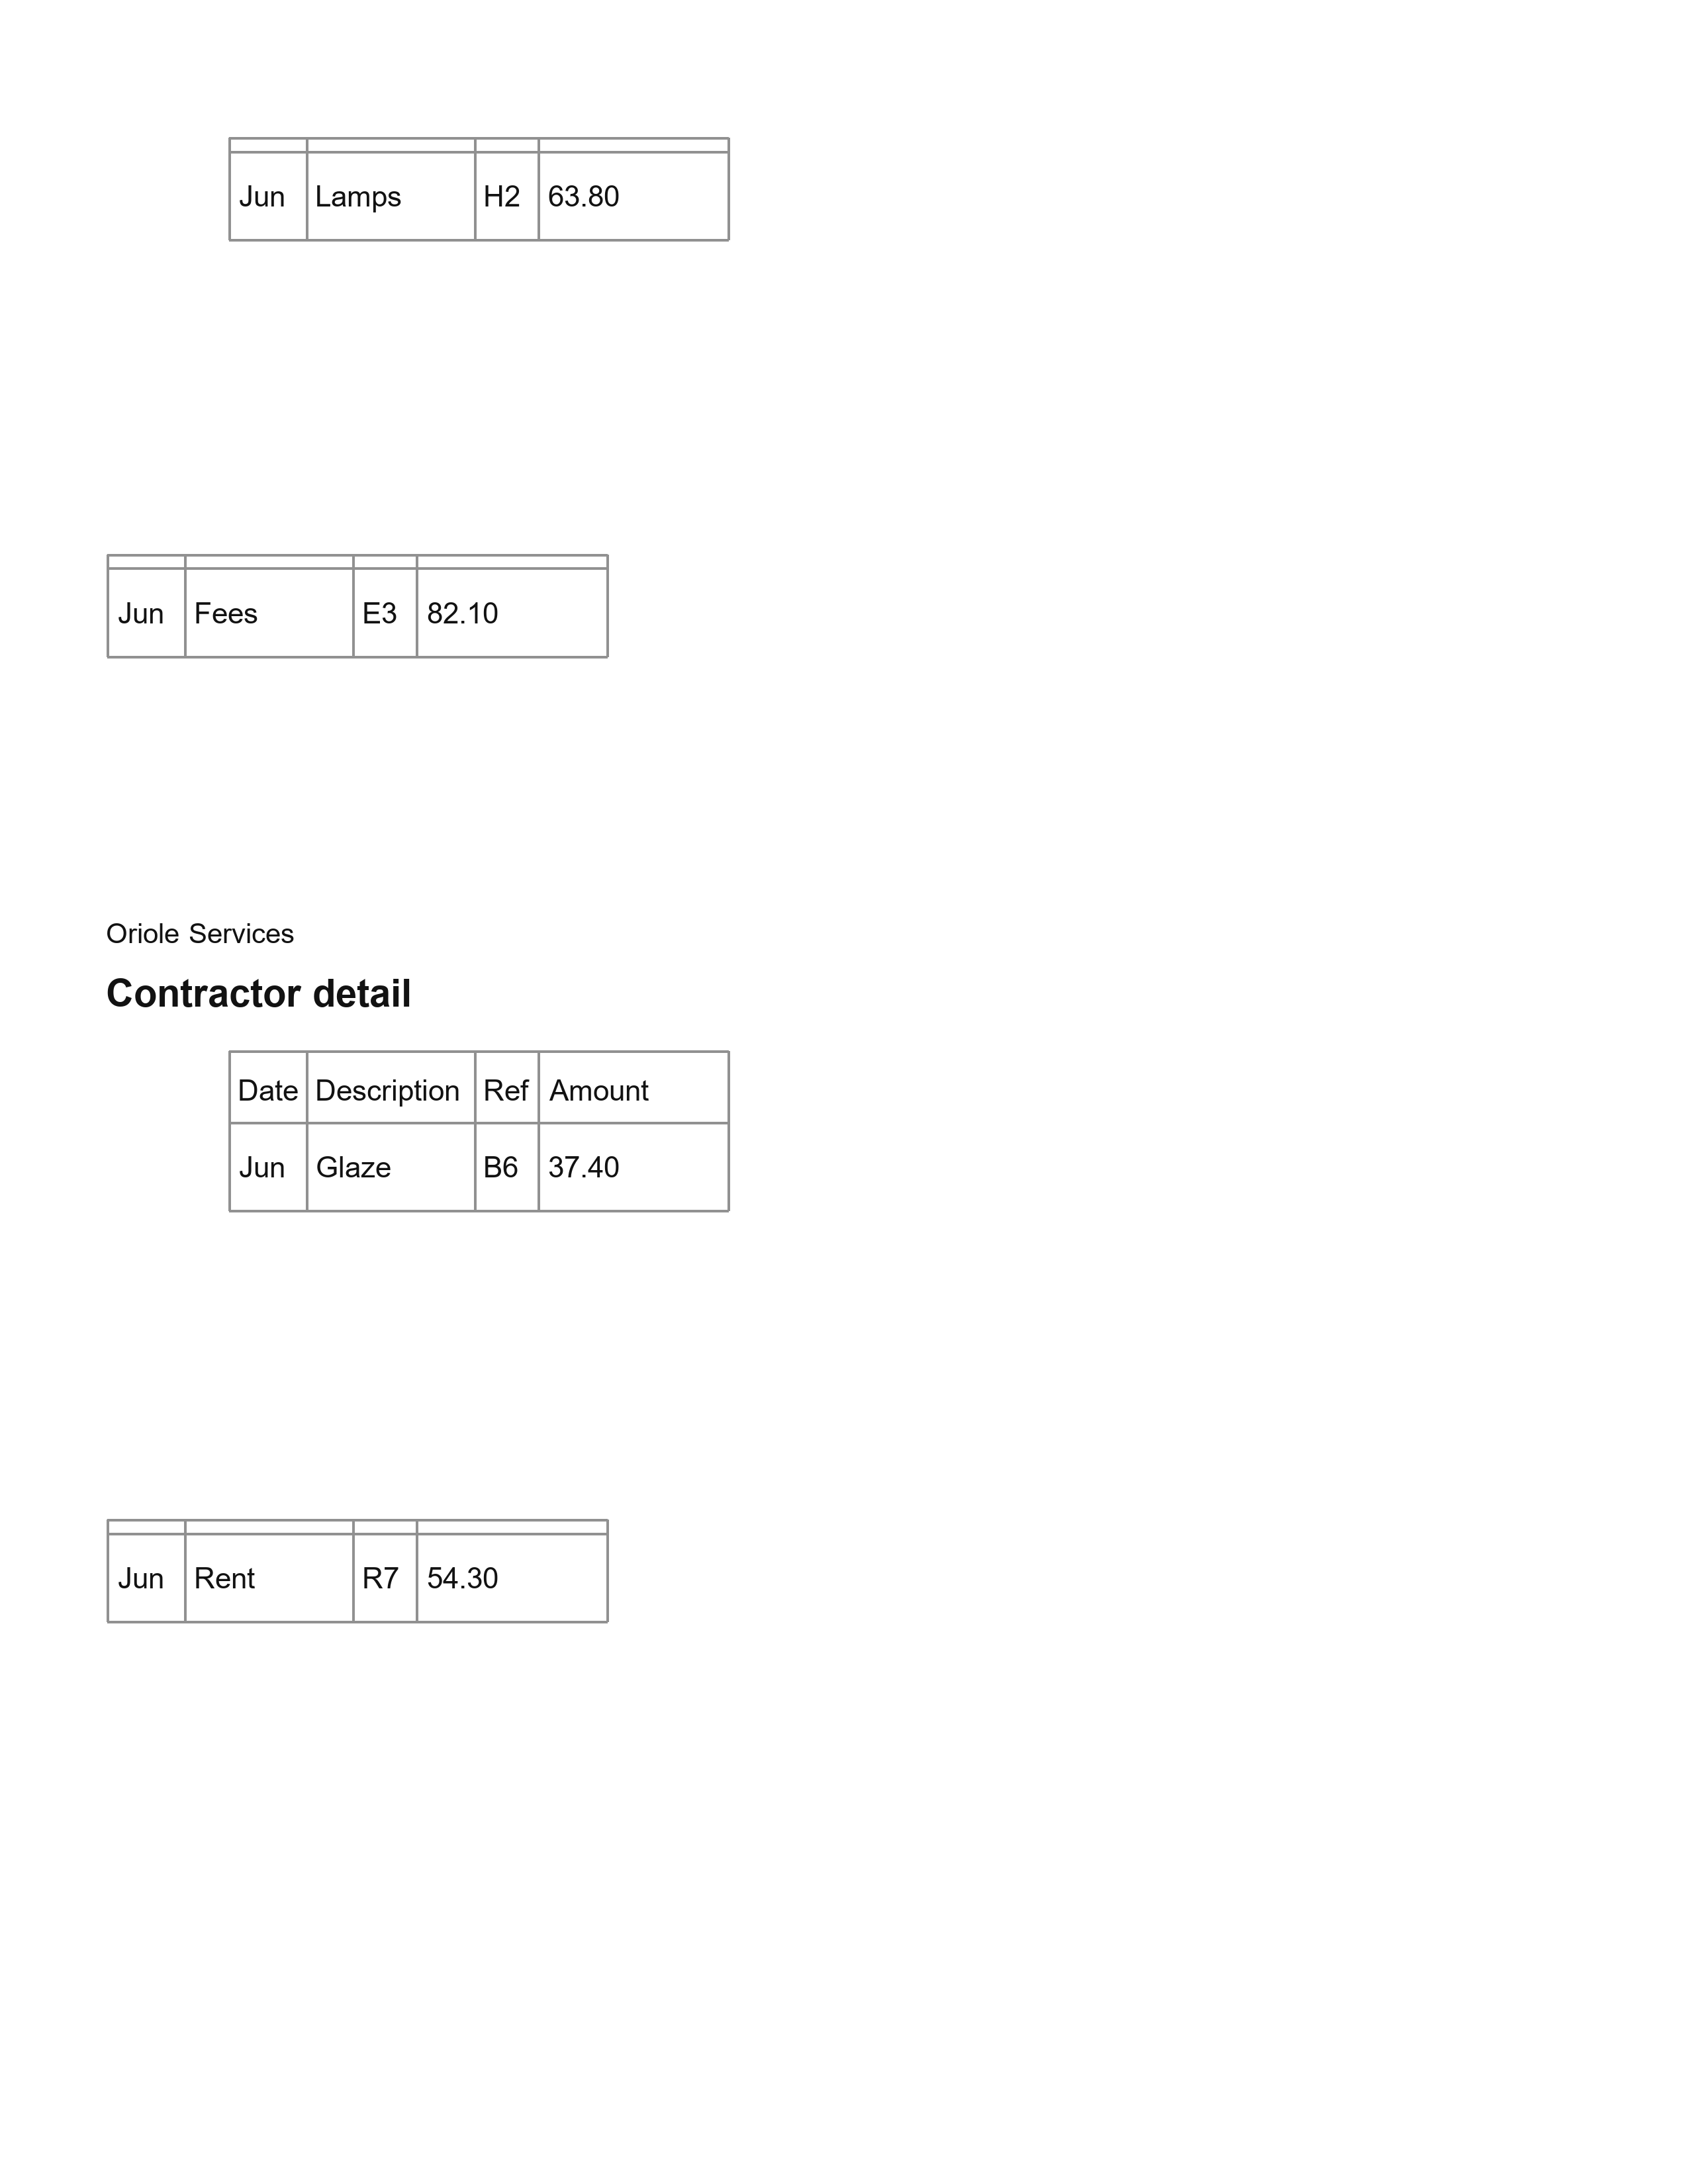 Jun Lamps H2 63.80
Jun Fees E3 82.10
Oriole Services
Contractor detail
Date Description Ref Amount
Jun Glaze B6 37.40
Jun Rent R7 54.30